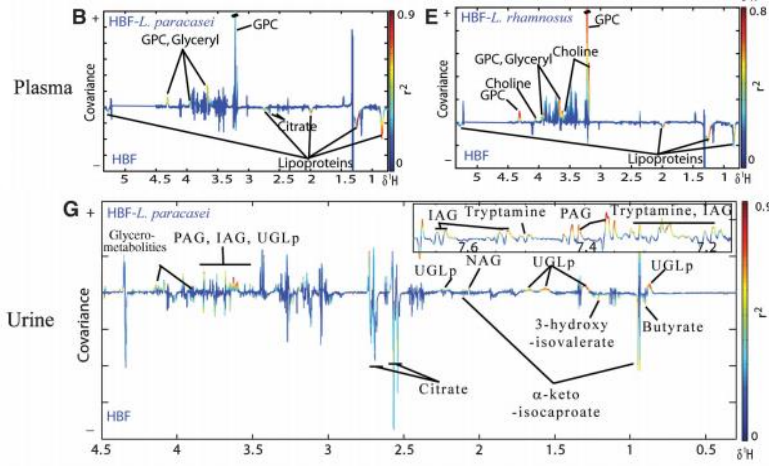 B
HBF-L. paracasei
GPC
GPC, Glyceryl
Citrate
Lipoproteins
HBF
Covariance
+
–
5 4.5 4 3.5 3 2.5 2 1.5 1
δ¹H
0.9
r²
0
Plasma
E
HBF-L. rhamnosus
GPC
Choline
GPC, Glyceryl
Choline
GPC
Lipoproteins
HBF
Covariance
+
–
5 4.5 4 3.5 3 2.5 2 1.5 1
δ¹H
0.8
r²
0
G
HBF-L. paracasei
Glycero-
metabolities
PAG, IAG, UGLp
IAG Tryptamine PAG Tryptamine, IAG
7.6 7.4 7.2
UGLp NAG UGLp UGLp
3-hydroxy
-isovalerate
Butyrate
Citrate
α-keto
-isocaproate
HBF
Urine
Covariance
+
–
4.5 4 3.5 3 2.5 2 1.5 1 0.5
δ¹H
0.9
r²
0